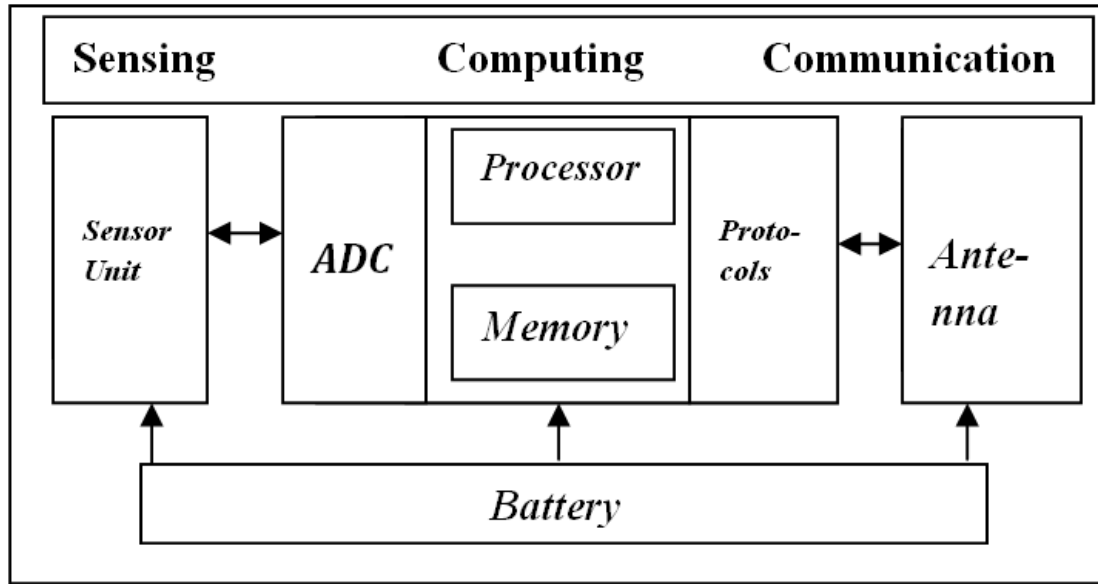 Sensing Computing Communication
Sensor
Unit
ADC
Processor
Memory
Proto-
cols
Ante-
nna
Battery